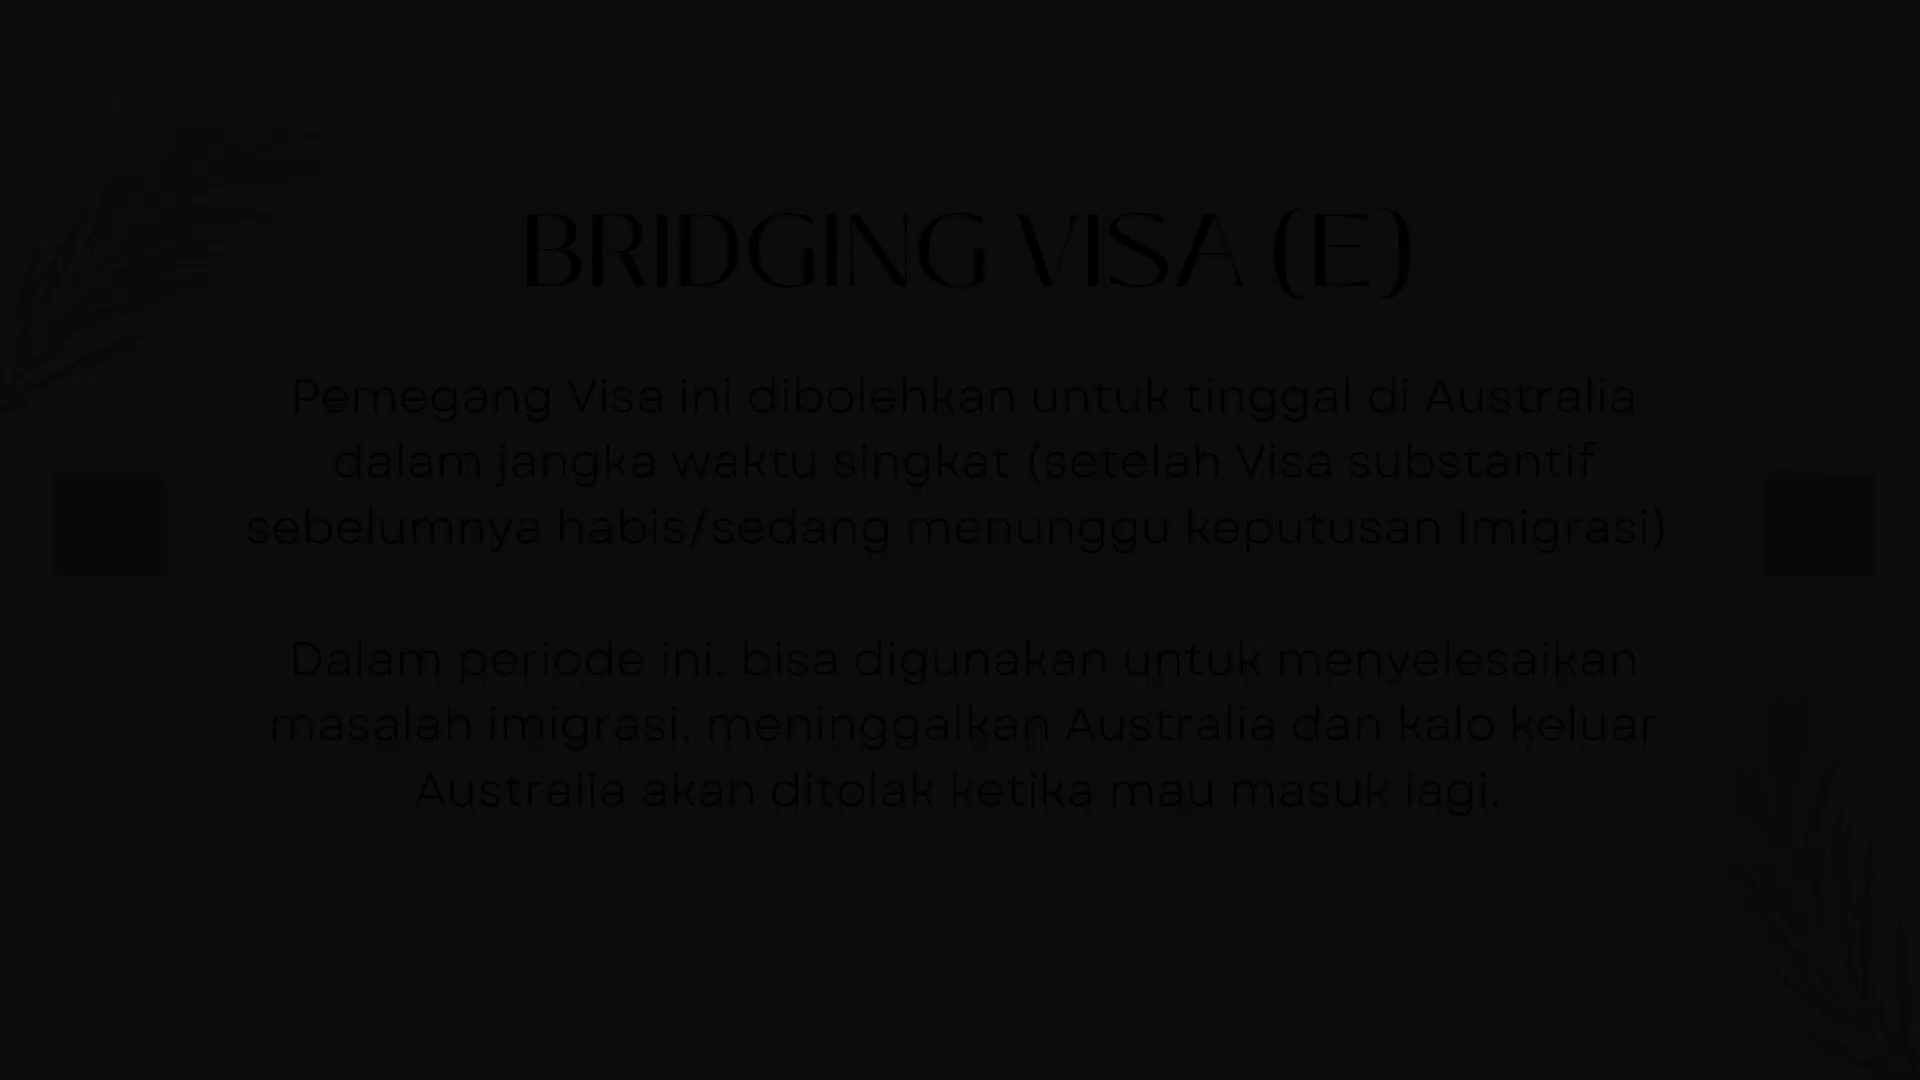 BRIDGING VISA (E)
Pemegang Visa ini dibolehkan untuk tinggal di Australia
dalam jangka waktu singkat (setelah Visa substantif
sebelumnya habis/sedang menunggu keputusan Imigrasi)
Dalam periode ini, bisa digunakan untuk menyelesaikan
masalah imigrasi, meninggalkan Australia dan kalo keluar
Australia akan ditolak ketika mau masuk lagi.